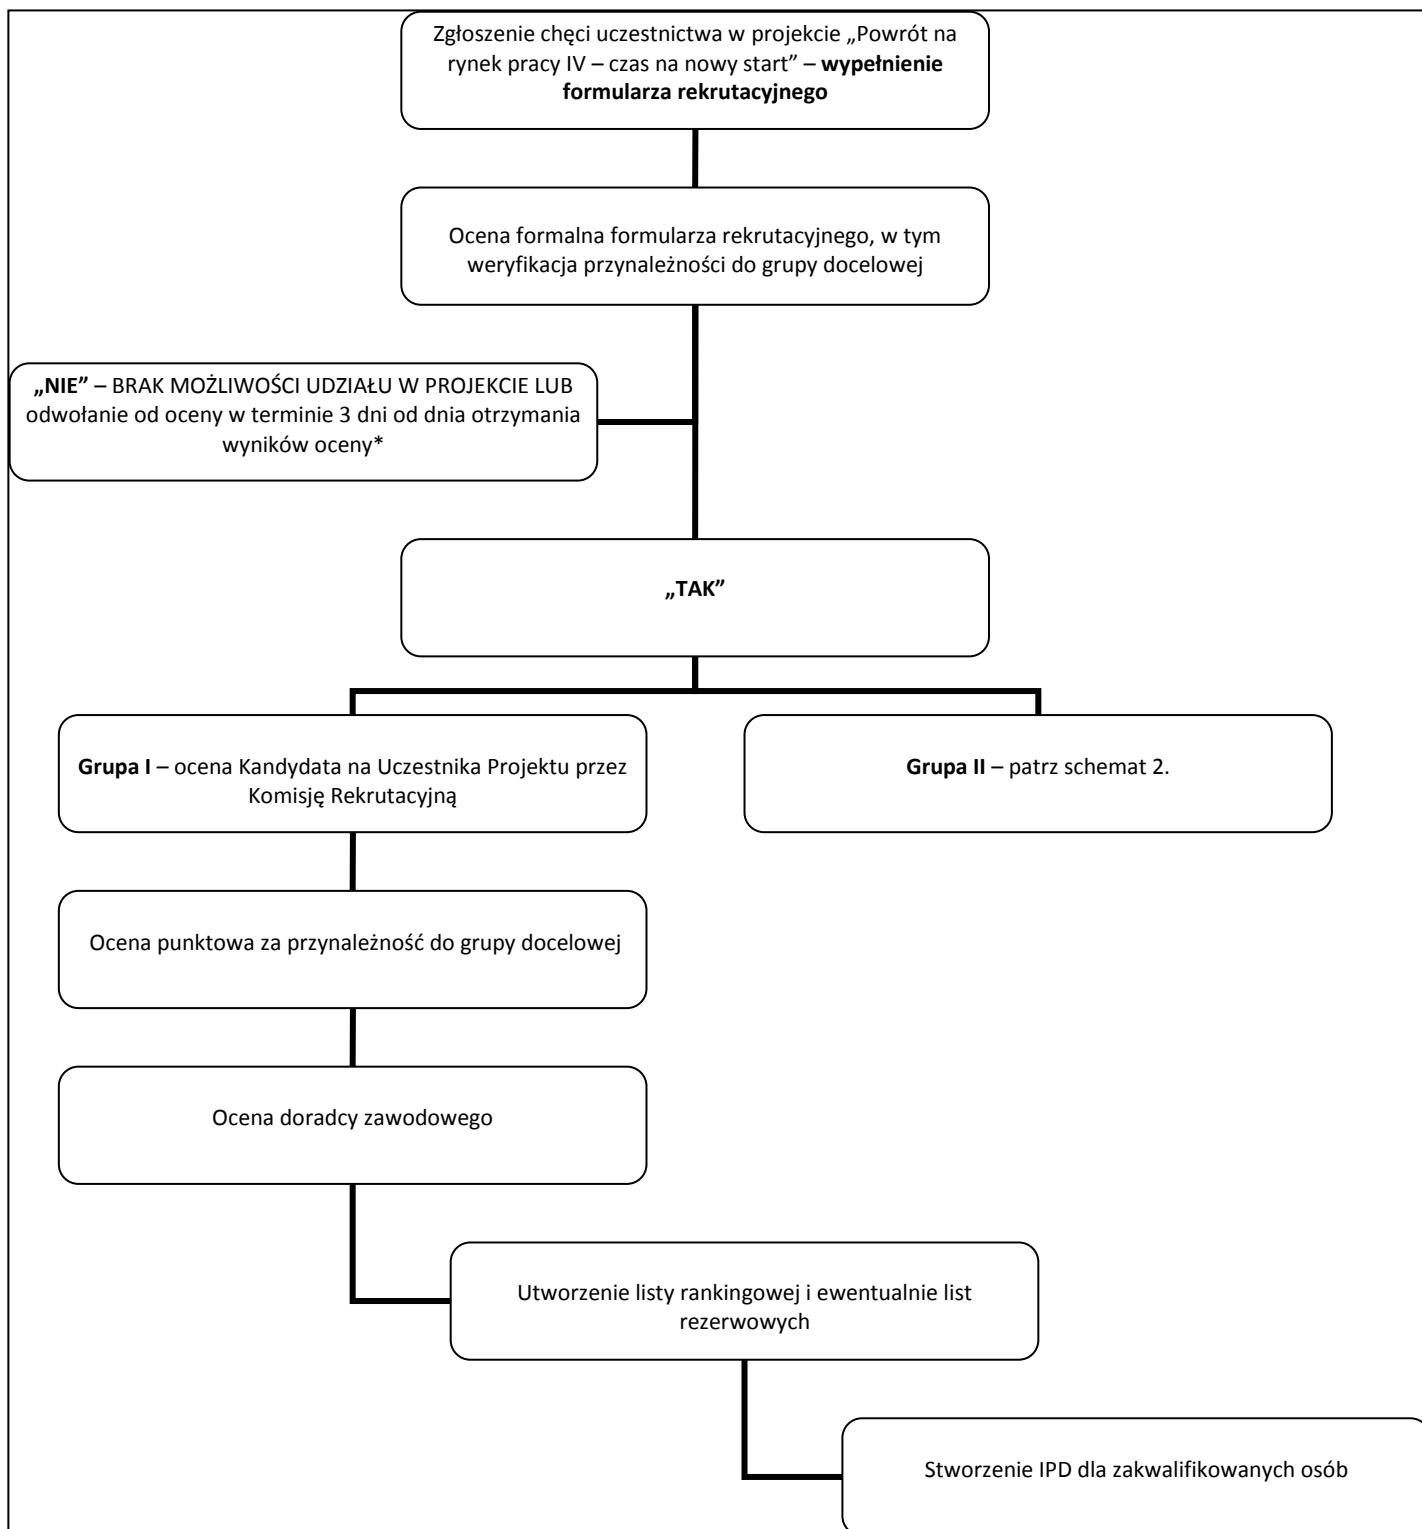 Zgłoszenie chęci uczestnictwa w projekcie „Powrót na
rynek pracy IV – czas na nowy start” – wypełnienie
formularza rekrutacyjnego
Ocena formalna formularza rekrutacyjnego, w tym
weryfikacja przynależności do grupy docelowej
„NIE” – BRAK MOŻLIWOŚCI UDZIAŁU W PROJEKCIE LUB
odwołanie od oceny w terminie 3 dni od dnia otrzymania
wyników oceny*
„TAK”
Grupa I – ocena Kandydata na Uczestnika Projektu przez
Komisję Rekrutacyjną
Grupa II – patrz schemat 2.
Ocena punktowa za przynależność do grupy docelowej
Ocena doradcy zawodowego
Utworzenie listy rankingowej i ewentualnie list
rezerwowych
Stworzenie IPD dla zakwalifikowanych osób